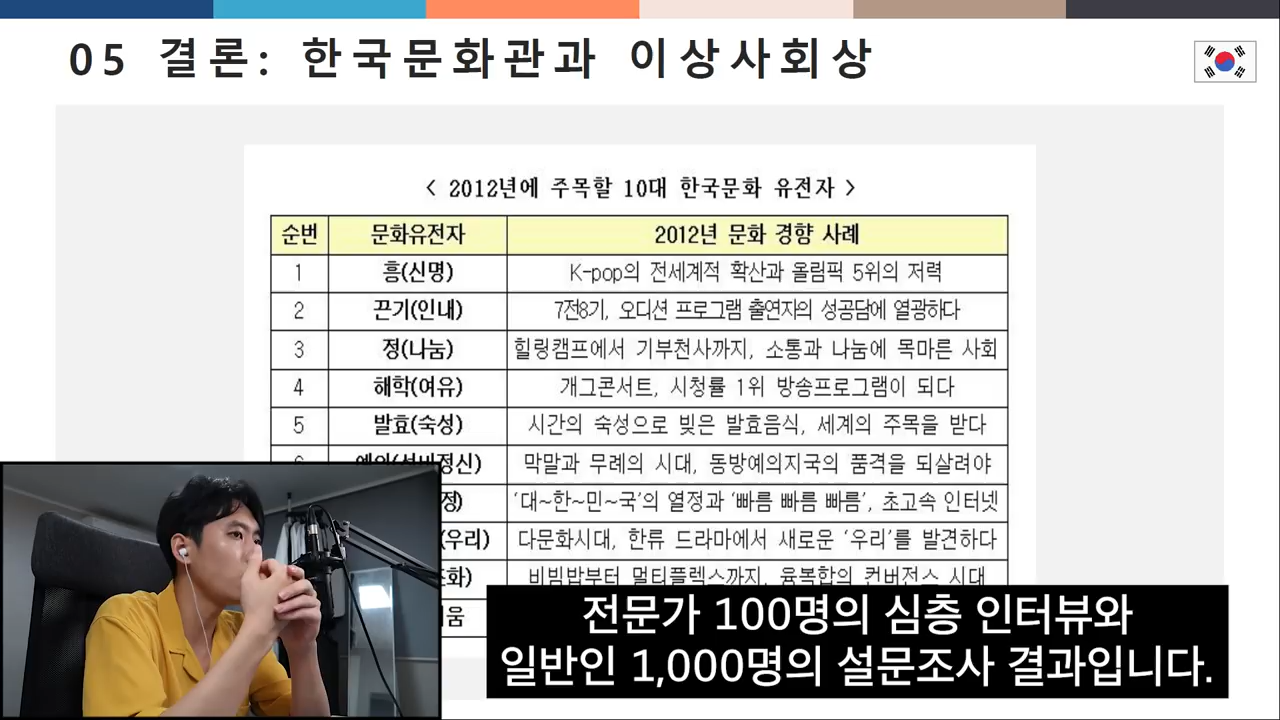 05 결론: 한국문화관과 이상사회상
< 2012년에 주목할 10대 한국문화 유전자 >
순번 문화유전자 2012년 문화 경향 사례
1 흥(신명) K-pop의 전세계적 확산과 올림픽 5위의 저력
2 끈기(인내) 7전8기, 오디션 프로그램 출연자의 성공담에 열광하다
3 정(나눔) 힐링캠프에서 기부천사까지, 소통과 나눔에 목마른 사회
4 해학(여유) 개그콘서트, 시청률 1위 방송프로그램이 되다
5 발효(숙성) 시간의 숙성으로 빚은 발효음식, 세계의 주목을 받다
막말과 무례의 시대, 동방예의지국의 품격을 되살려야
정) '대~한~민~국'의 열정과 '빠름 빠름 빠름', 초고속 인터넷
(우리) 다문화시대, 한류 드라마에서 새로운 '우리'를 발견하다
화) 비빔밥부터 멀티플렉스까지, 융복합의 컨버전스 시대
움
전문가 100명의 심층 인터뷰와
일반인 1,000명의 설문조사 결과입니다.